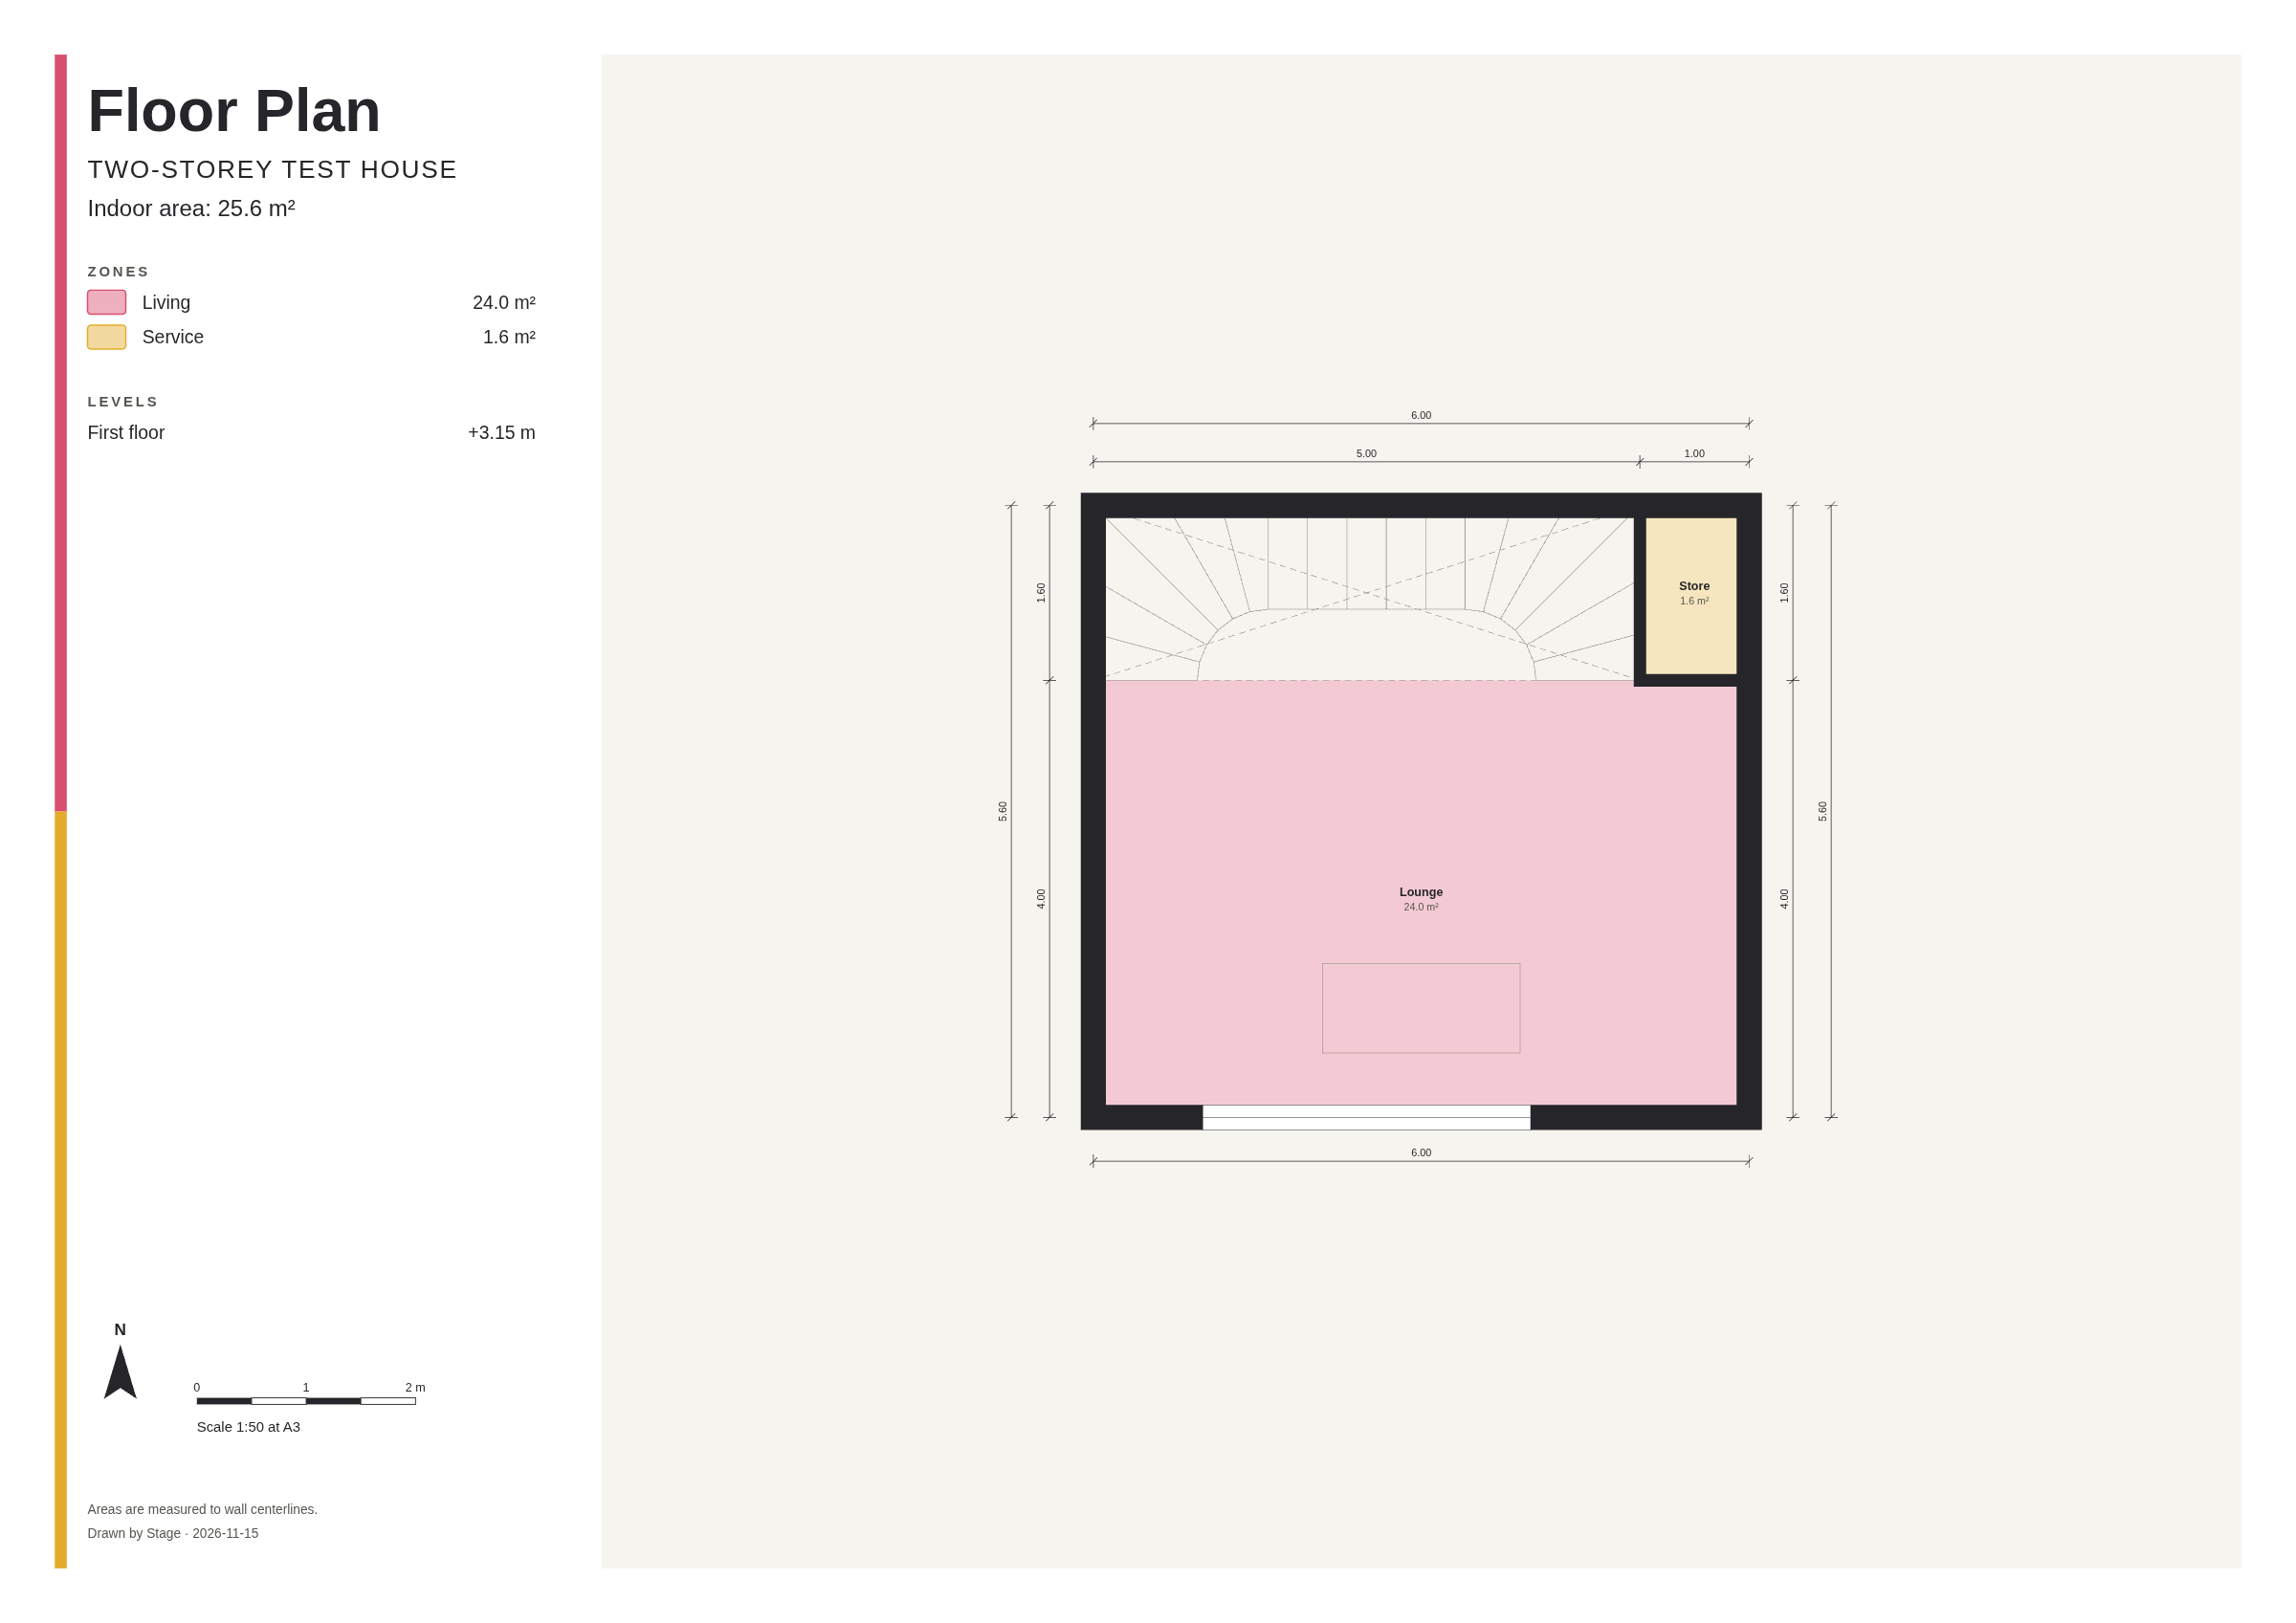 Floor Plan
TWO-STOREY TEST HOUSE
Indoor area: 25.6 m²
ZONES
Living 24.0 m²
Service 1.6 m²
LEVELS
First floor +3.15 m
N
0 1 2 m
Scale 1:50 at A3
Areas are measured to wall centerlines.
Drawn by Stage · 2026-11-15
6.00
5.00 1.00
1.60
4.00
5.60
Store
1.6 m²
Lounge
24.0 m²
1.60
4.00
5.60
6.00